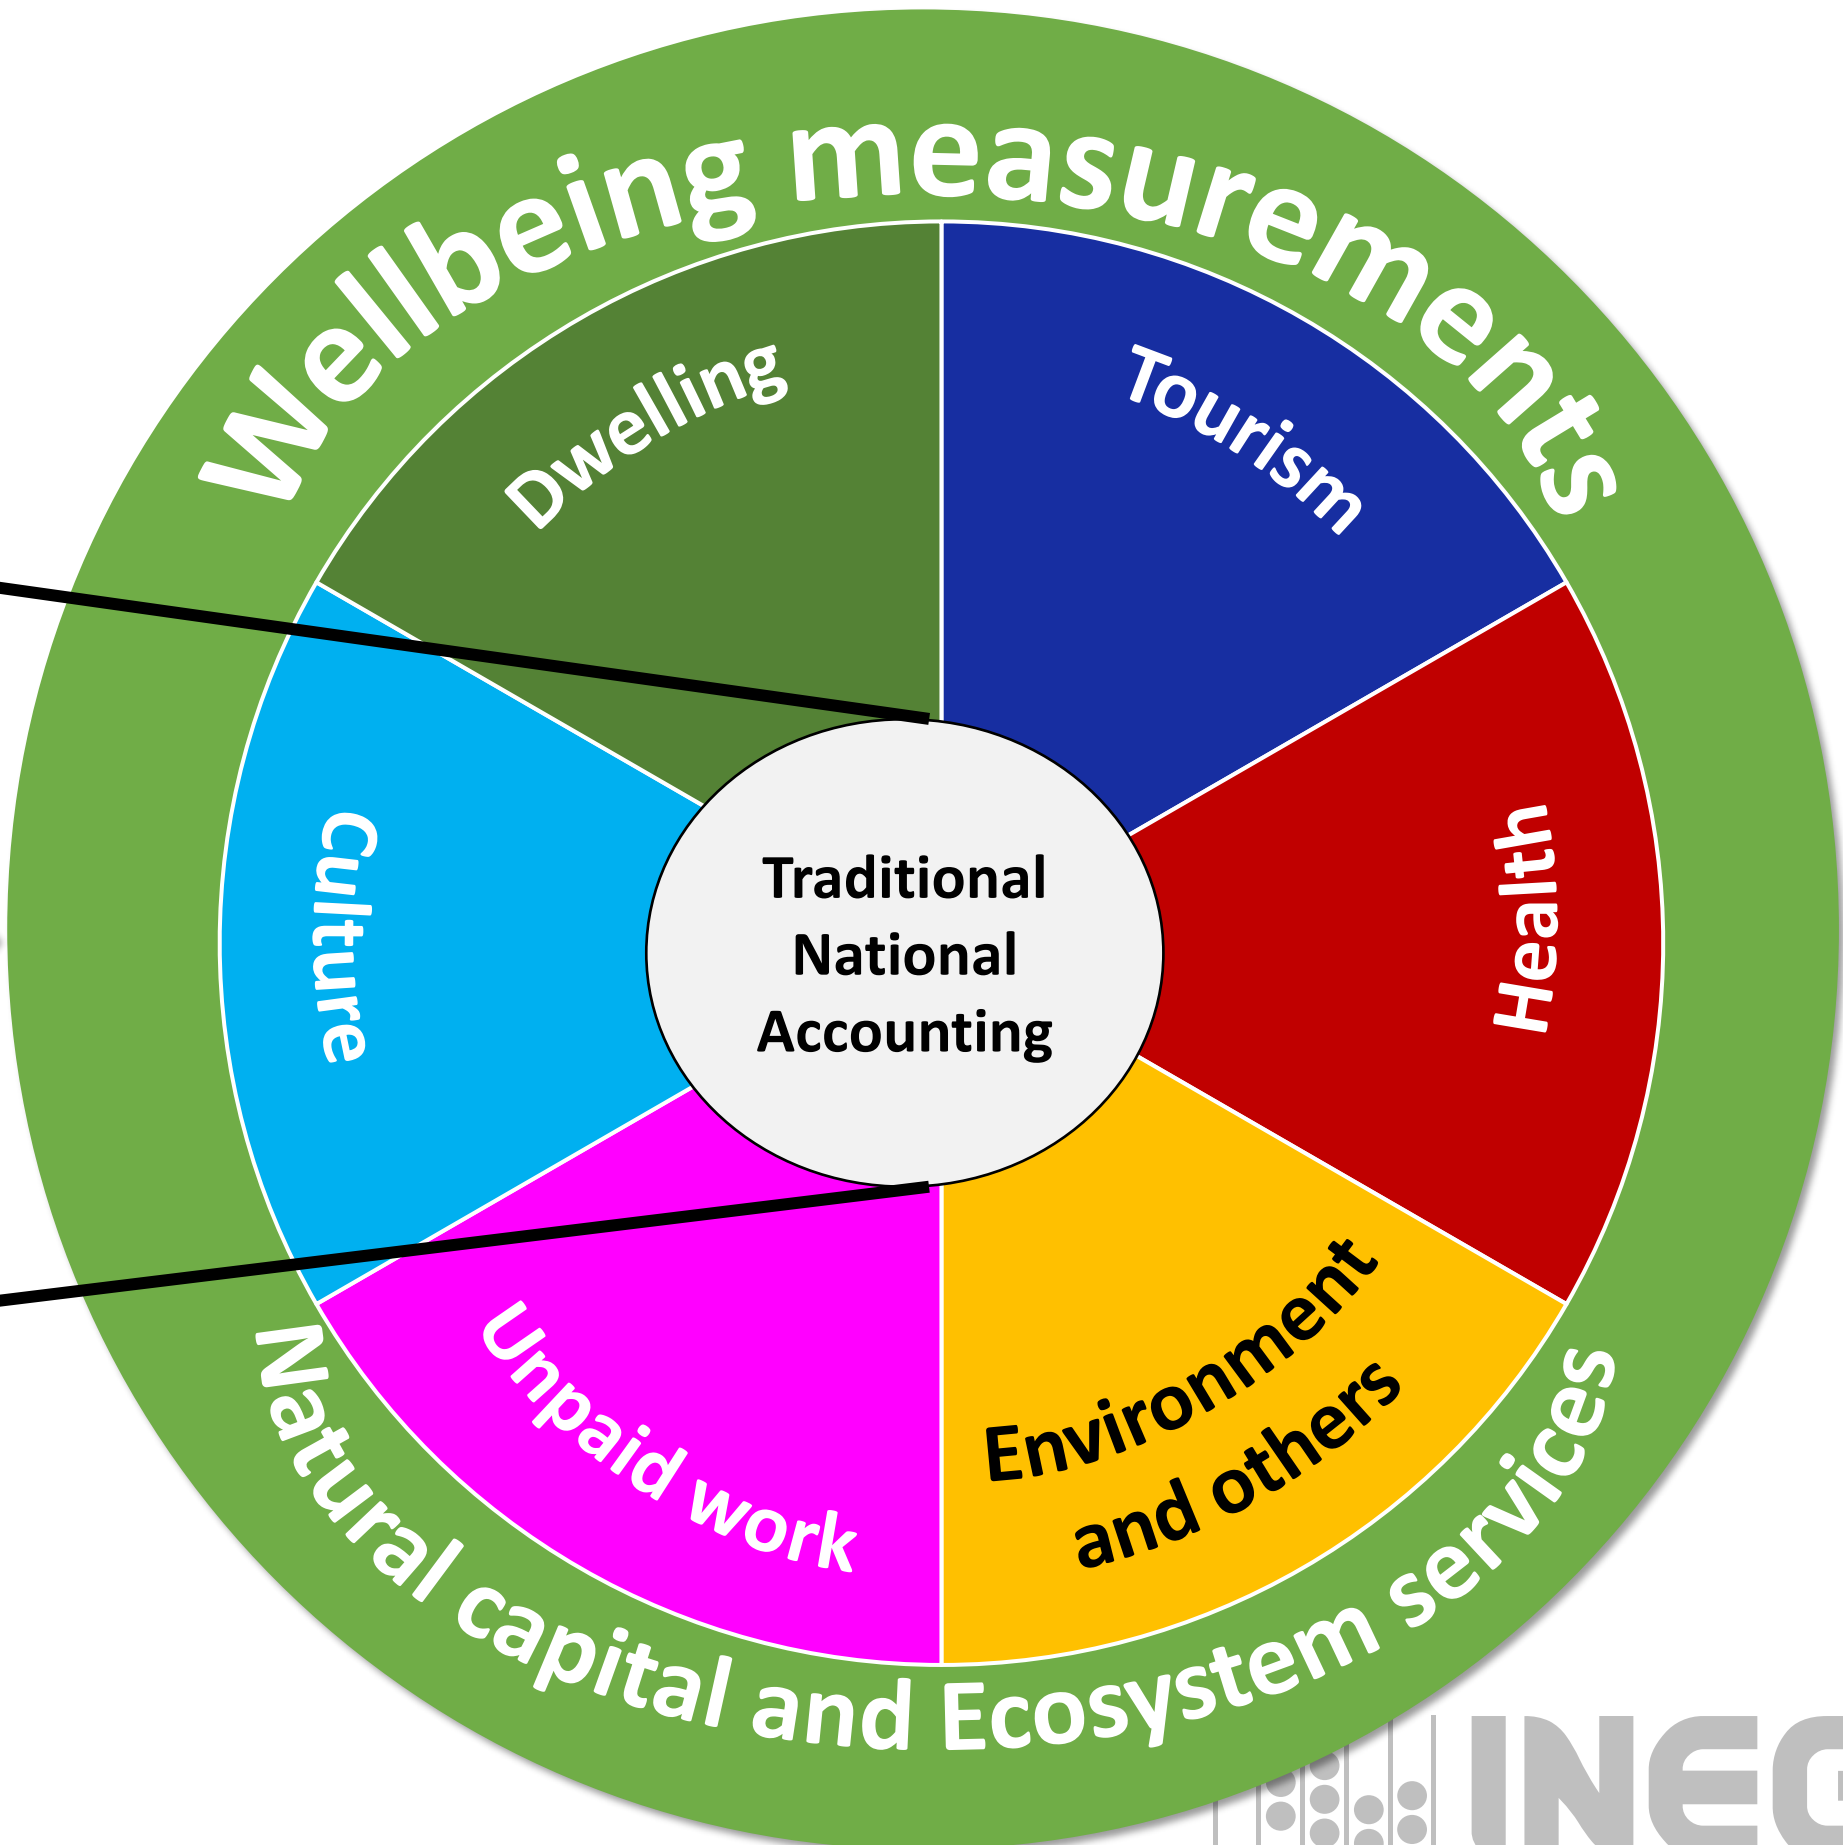 Wellbeing measurements
Dwelling
Tourism
Culture
Traditional
National
Accounting
Health
Unpaid work
Environment
and others
Natural capital and Ecosystem services